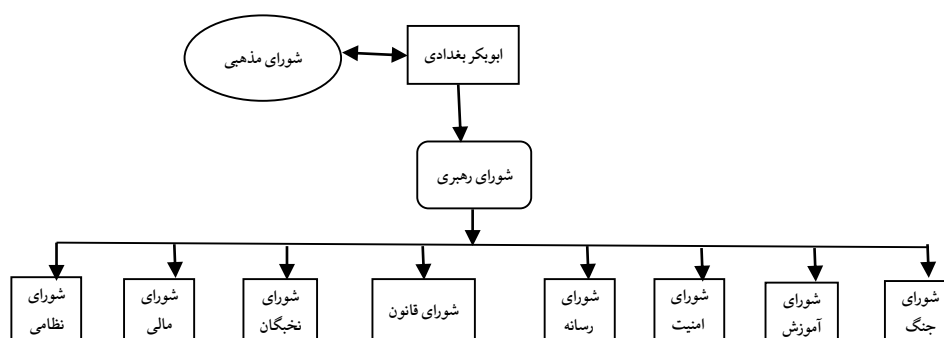 ابوبکر بغدادی
شورای مذهبی
شورای رهبری
شورای
جنگ
شورای
آموزش
شورای
امنیت
شورای
رسانه
شورای قانون
شورای
نخبگان
شورای
مالی
شورای
نظامی